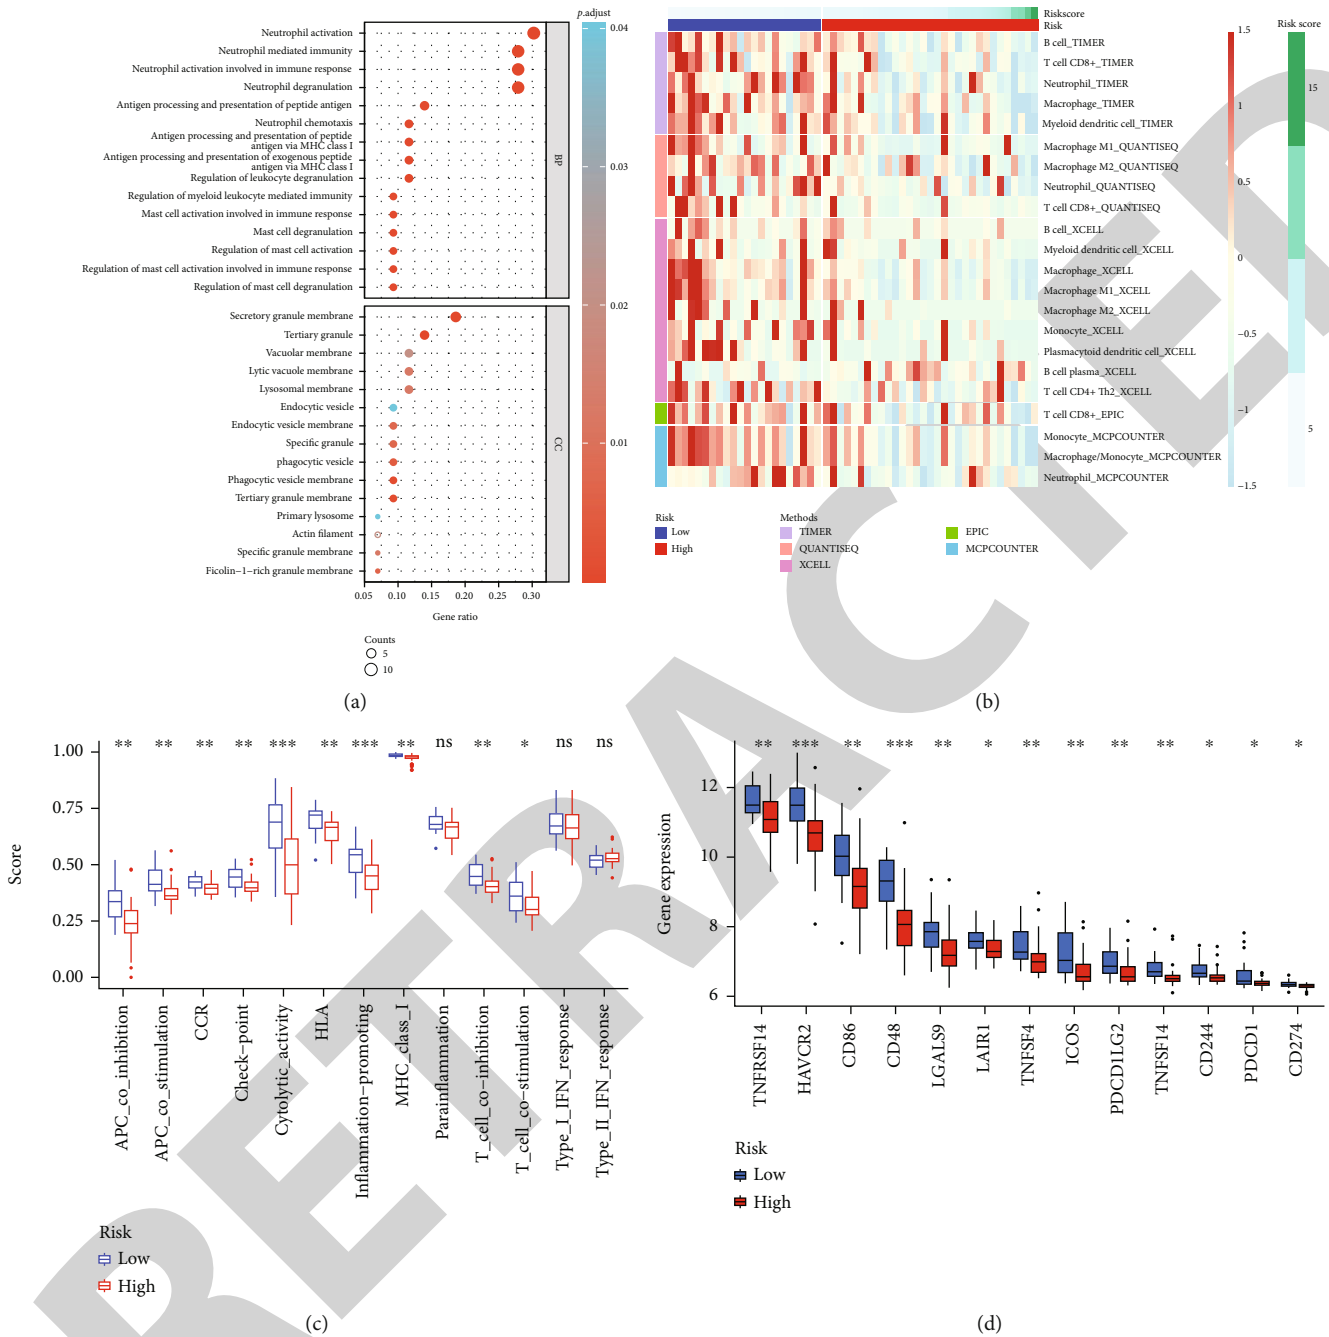 p.adjust
0.04
0.03
0.02
0.01
Neutrophil activation
Neutrophil mediated immunity
Neutrophil activation involved in immune response
Neutrophil degranulation
Antigen processing and presentation of peptide antigen
Neutrophil chemotaxis
Antigen processing and presentation of peptide
antigen via MHC class I
Antigen processing and presentation of exogenous peptide
antigen via MHC class I
Regulation of leukocyte degranulation
Regulation of myeloid leukocyte mediated immunity
Mast cell activation involved in immune response
Mast cell degranulation
Regulation of mast cell activation
Regulation of mast cell activation involved in immune response
Regulation of mast cell degranulation
BP
Secretory granule membrane
Tertiary granule
Vacuolar membrane
Lytic vacuole membrane
Lysosomal membrane
Endocytic vesicle
Endocytic vesicle membrane
Specific granule
phagocytic vesicle
Phagocytic vesicle membrane
Tertiary granule membrane
Primary lysosome
Actin filament
Specific granule membrane
Ficolin−1−rich granule membrane
CC
0.05 0.10 0.15 0.20 0.25 0.30
Gene ratio
Counts
5
10
(a)
Riskscore
Risk
B cell_TIMER
T cell CD8+_TIMER
Neutrophil_TIMER
Macrophage_TIMER
Myeloid dendritic cell_TIMER
Macrophage M1_QUANTISEQ
Macrophage M2_QUANTISEQ
Neutrophil_QUANTISEQ
T cell CD8+_QUANTISEQ
B cell_XCELL
Myeloid dendritic cell_XCELL
Macrophage_XCELL
Macrophage M1_XCELL
Macrophage M2_XCELL
Monocyte_XCELL
Plasmacytoid dendritic cell_XCELL
B cell plasma_XCELL
T cell CD4+ Th2_XCELL
T cell CD8+_EPIC
Monocyte_MCPCOUNTER
Macrophage/Monocyte_MCPCOUNTER
Neutrophil_MCPCOUNTER
1.5
1
0.5
0
−0.5
−1
−1.5
Risk score
15
5
Risk
Low
High
Methods
TIMER
QUANTISEQ
XCELL
EPIC
MCPCOUNTER
(b)
Score
1.00
0.75
0.50
0.25
0.00
** ** ** ** *** ** *** ** ns ** * ns ns
APC_co_inhibition
APC_co_stimulation
CCR
Check−point
Cytolytic_activity
HLA
Inflammation−promoting
MHC_class_I
Parainflammation
T_cell_co−inhibition
T_cell_co−stimulation
Type_I_IFN_response
Type_II_IFN_response
Risk
Low
High
(c)
Gene expression
12
10
8
6
** *** ** *** ** * ** ** ** ** * * *
TNFRSF14
HAVCR2
CD86
CD48
LGALS9
LAIR1
TNFSF4
ICOS
PDCD1LG2
TNFSF14
CD244
PDCD1
CD274
Risk
Low
High
(d)
RETRACTED